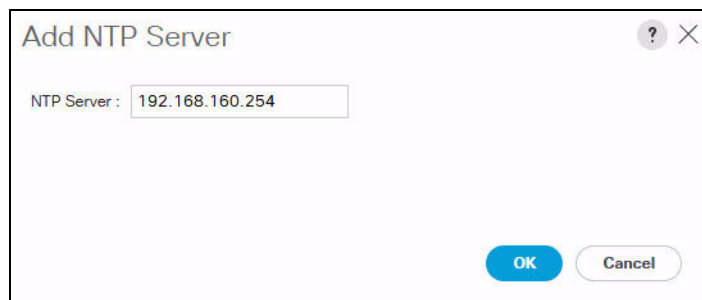 Add NTP Server
?
NTP Server : 192.168.160.254
OK Cancel